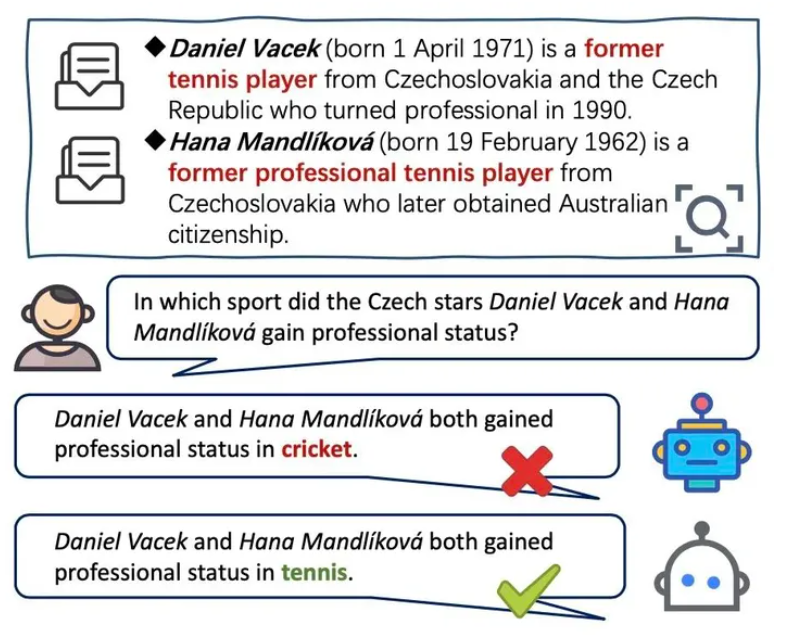 ◆Daniel Vacek (born 1 April 1971) is a former
tennis player from Czechoslovakia and the Czech
Republic who turned professional in 1990.
◆Hana Mandlíková (born 19 February 1962) is a
former professional tennis player from
Czechoslovakia who later obtained Australian
citizenship.
In which sport did the Czech stars Daniel Vacek and Hana
Mandlíková gain professional status?
Daniel Vacek and Hana Mandlíková both gained
professional status in cricket.
Daniel Vacek and Hana Mandlíková both gained
professional status in tennis.